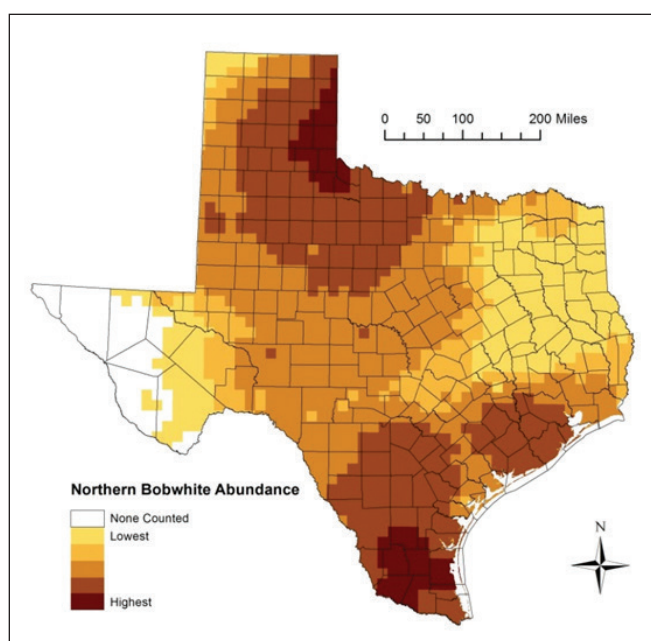 0 50 100 200 Miles
Northern Bobwhite Abundance
None Counted
Lowest
Highest
N